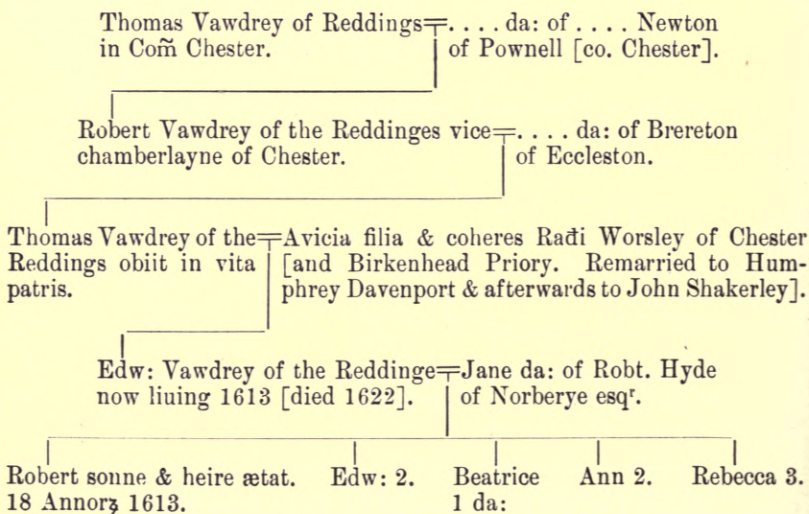 Thomas Vawdrey of Reddings=. . . . da: of . . . . Newton
in Com̃ Chester. of Pownell [co. Chester].
Robert Vawdrey of the Reddinges vice=. . . . da: of Brereton
chamberlayne of Chester. of Eccleston.
Thomas Vawdrey of the=Avicia filia & coheres Rađi Worsley of Chester
Reddings obiit in vita [and Birkenhead Priory. Remarried to Hum-
patris. phrey Davenport & afterwards to John Shakerley].
Edw: Vawdrey of the Reddinge=Jane da: of Robt. Hyde
now liuing 1613 [died 1622]. of Norberye esqʳ.
Robert sonne & heire ætat. Edw: 2. Beatrice Ann 2. Rebecca 3.
18 Annorʒ 1613. 1 da: